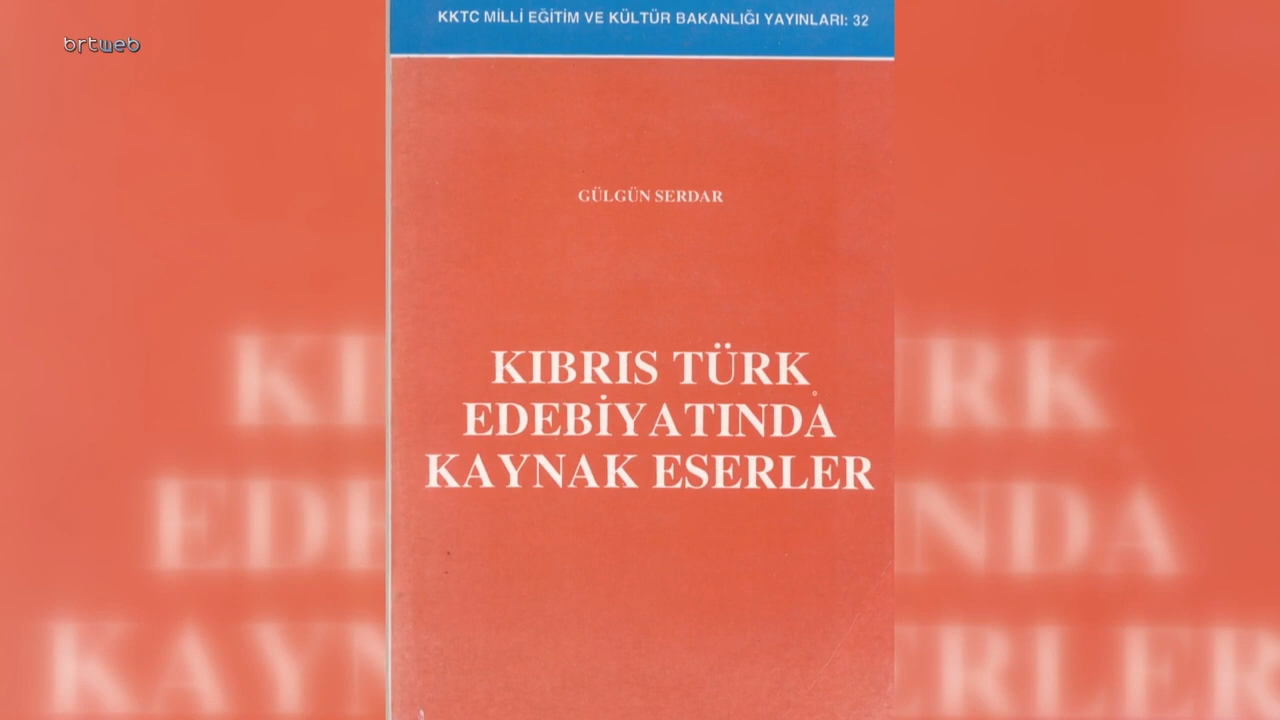 brtweb
KKTC MİLLİ EĞİTİM VE KÜLTÜR BAKANLIĞI YAYINLARI: 32
GÜLGÜN SERDAR
KIBRIS TÜRK
EDEBİYATINDA
KAYNAK ESERLER